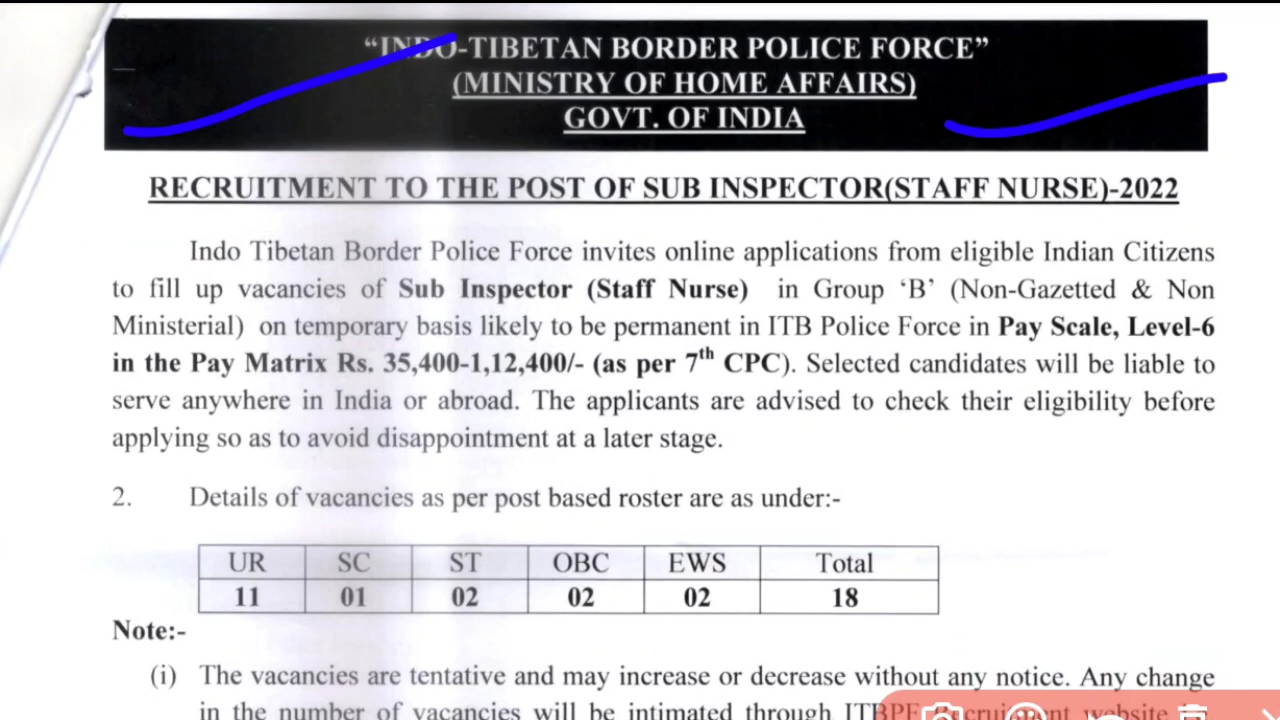 “INDO-TIBETAN BORDER POLICE FORCE”
(MINISTRY OF HOME AFFAIRS)
GOVT. OF INDIA
RECRUITMENT TO THE POST OF SUB INSPECTOR(STAFF NURSE)-2022
Indo Tibetan Border Police Force invites online applications from eligible Indian Citizens
to fill up vacancies of Sub Inspector (Staff Nurse) in Group ‘B’ (Non-Gazetted & Non
Ministerial) on temporary basis likely to be permanent in ITB Police Force in Pay Scale, Level-6
in the Pay Matrix Rs. 35,400-1,12,400/- (as per 7th CPC). Selected candidates will be liable to
serve anywhere in India or abroad. The applicants are advised to check their eligibility before
applying so as to avoid disappointment at a later stage.
2. Details of vacancies as per post based roster are as under:-
UR SC ST OBC EWS Total
11 01 02 02 02 18
Note:-
(i) The vacancies are tentative and may increase or decrease without any notice. Any change
in the number of vacancies will be intimated through ITBPF Recruitment website